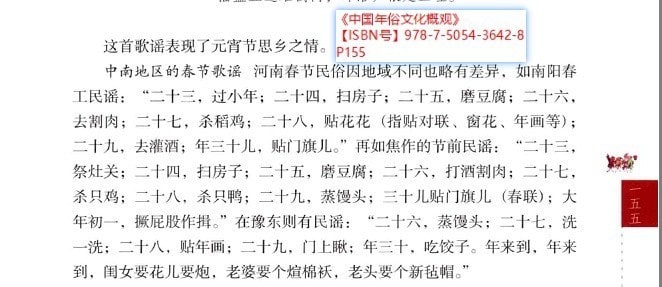 这首歌谣表现了元宵节思乡之情。
《中国年俗文化概观》
【ISBN号】978-7-5054-3642-8
P155
中南地区的春节歌谣 河南春节民俗因地域不同也略有差异,如南阳春
工民谣:“二十三,过小年;二十四,扫房子;二十五,磨豆腐;二十六,
去割肉;二十七,杀稻鸡;二十八,贴花花(指贴对联、窗花、年画等);
二十九,去灌酒;年三十儿,贴门旗儿。”再如焦作的节前民谣:“二十三,
祭灶关;二十四,扫房子;二十五,磨豆腐;二十六,打酒割肉;二十七,
杀只鸡;二十八,杀只鸭;二十九,蒸馒头;三十儿贴门旗儿(春联);大
年初一,撅屁股作揖。”在豫东则有民谣:“二十六,蒸馒头;二十七,洗
一洗;二十八,贴年画;二十九,门上瞅;年三十,吃饺子。年来到,年来
到,闺女要花儿要炮,老婆要个煊棉袄,老头要个新毡帽。”
一五五